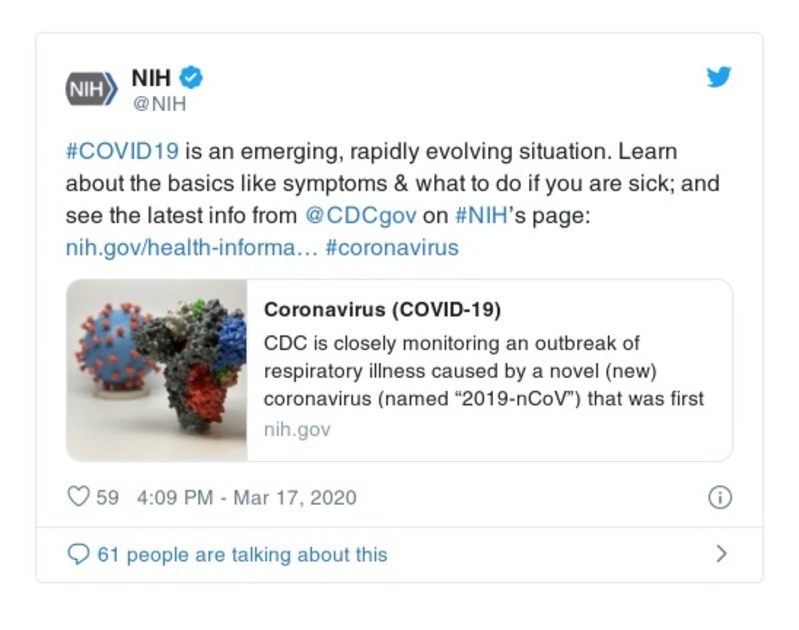 NIH
NIH
@NIH
#COVID19 is an emerging, rapidly evolving situation. Learn
about the basics like symptoms & what to do if you are sick; and
see the latest info from @CDCgov on #NIH’s page:
nih.gov/health-informa… #coronavirus
Coronavirus (COVID-19)
CDC is closely monitoring an outbreak of
respiratory illness caused by a novel (new)
coronavirus (named “2019-nCoV”) that was first
nih.gov
59 4:09 PM - Mar 17, 2020
61 people are talking about this